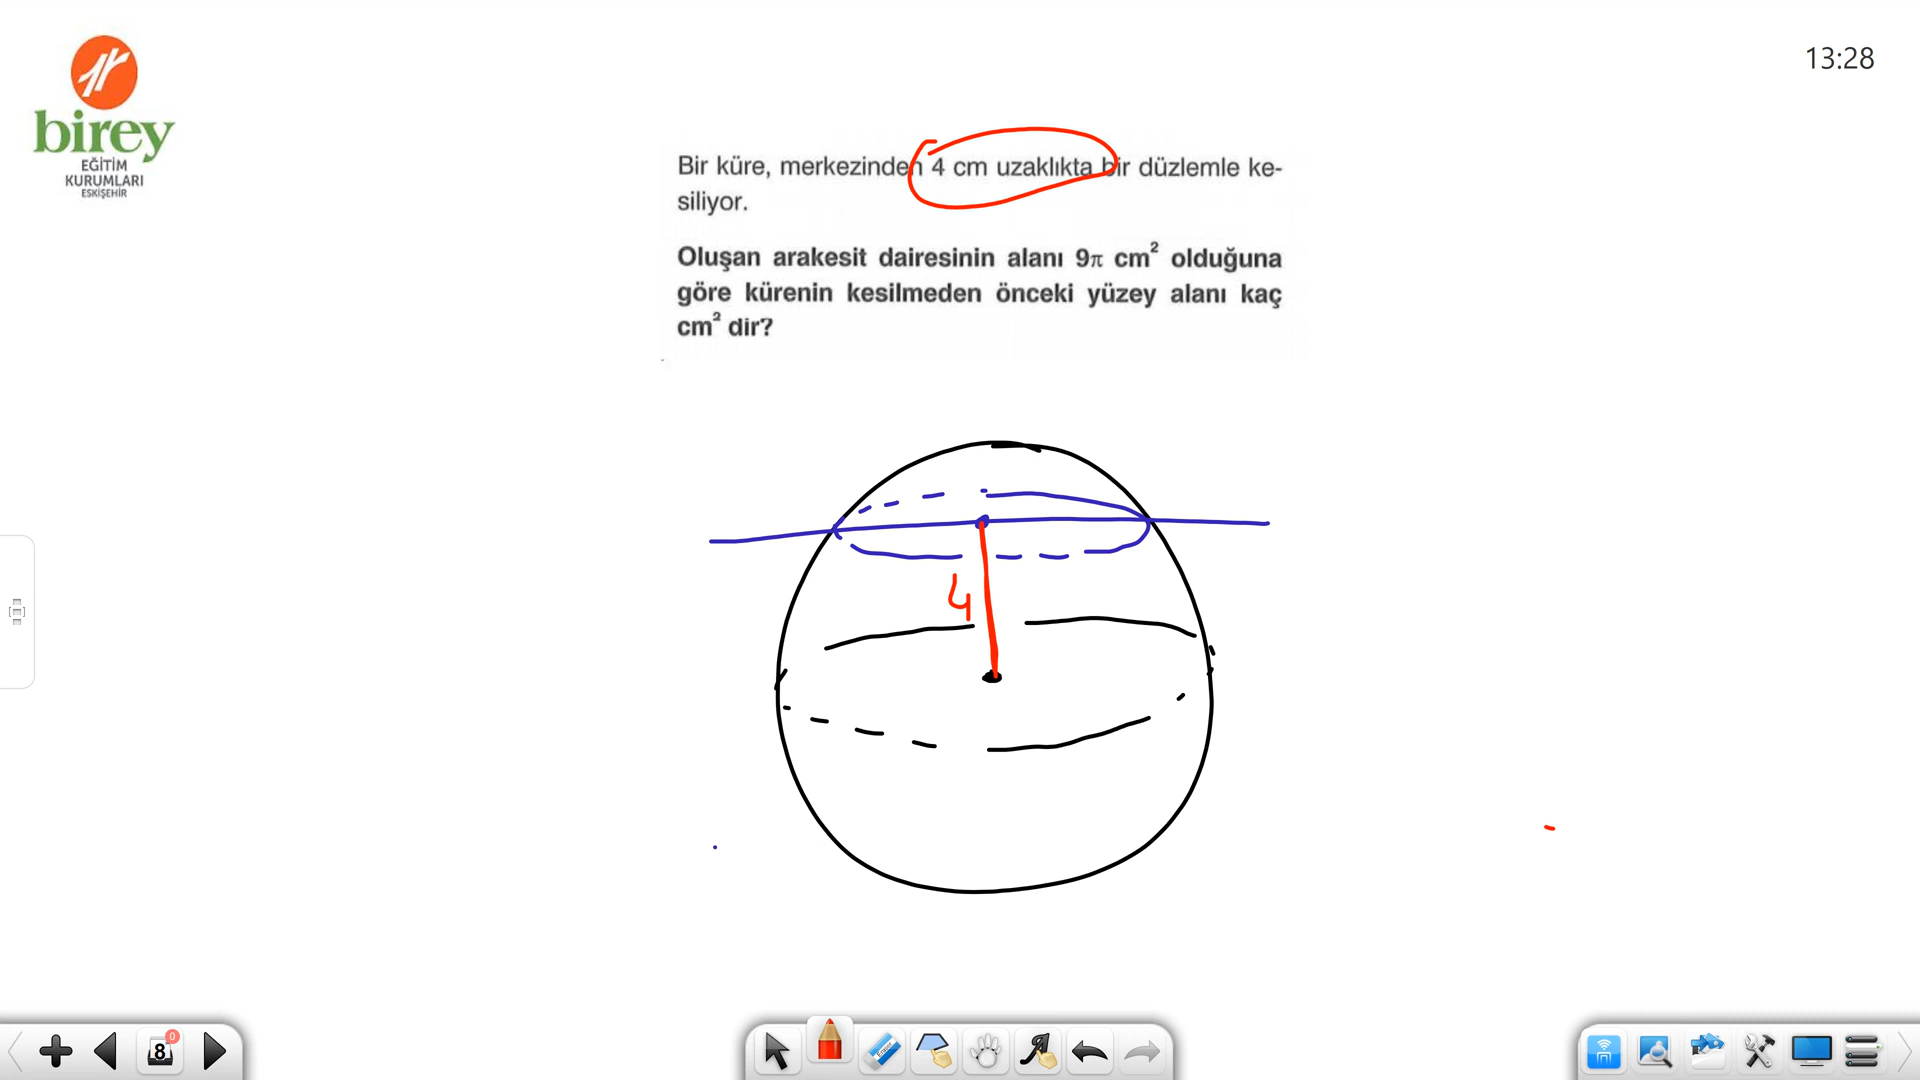 birey
EĞİTİM
KURUMLARI
ESKİŞEHİR
13:28
Bir küre, merkezinden 4 cm uzaklıkta bir düzlemle ke-
siliyor.
Oluşan arakesit dairesinin alanı 9π cm² olduğuna
göre kürenin kesilmeden önceki yüzey alanı kaç
cm² dir?
4
0
8